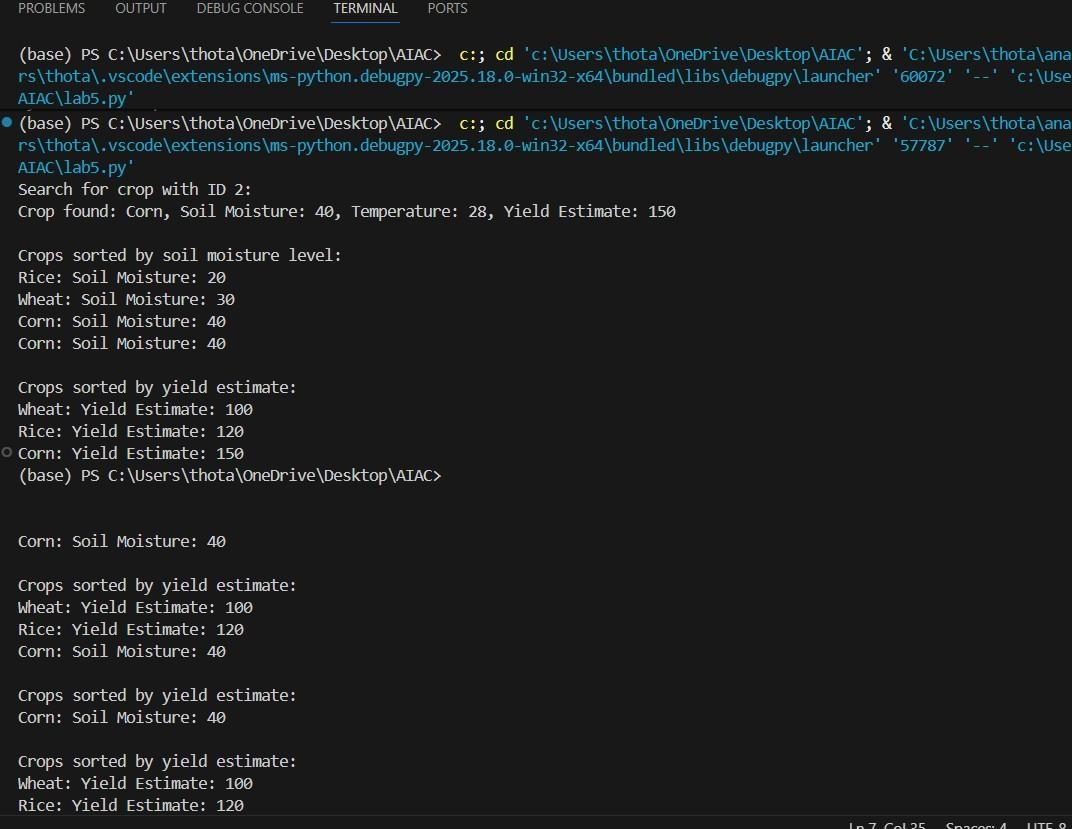 PROBLEMS OUTPUT DEBUG CONSOLE TERMINAL PORTS
(base) PS C:\Users\thota\OneDrive\Desktop\AIAC> c:; cd 'c:\Users\thota\OneDrive\Desktop\AIAC'; & 'C:\Users\thota\ana
rs\thota\.vscode\extensions\ms-python.debugpy-2025.18.0-win32-x64\bundled\libs\debugpy\launcher' '60072' '--' 'c:\Use
AIAC\lab5.py'
(base) PS C:\Users\thota\OneDrive\Desktop\AIAC> c:; cd 'c:\Users\thota\OneDrive\Desktop\AIAC'; & 'C:\Users\thota\ana
rs\thota\.vscode\extensions\ms-python.debugpy-2025.18.0-win32-x64\bundled\libs\debugpy\launcher' '57787' '--' 'c:\Use
AIAC\lab5.py'
Search for crop with ID 2:
Crop found: Corn, Soil Moisture: 40, Temperature: 28, Yield Estimate: 150
Crops sorted by soil moisture level:
Rice: Soil Moisture: 20
Wheat: Soil Moisture: 30
Corn: Soil Moisture: 40
Corn: Soil Moisture: 40
Crops sorted by yield estimate:
Wheat: Yield Estimate: 100
Rice: Yield Estimate: 120
Corn: Yield Estimate: 150
(base) PS C:\Users\thota\OneDrive\Desktop\AIAC>
Corn: Soil Moisture: 40
Crops sorted by yield estimate:
Wheat: Yield Estimate: 100
Rice: Yield Estimate: 120
Corn: Soil Moisture: 40
Crops sorted by yield estimate:
Corn: Soil Moisture: 40
Crops sorted by yield estimate:
Wheat: Yield Estimate: 100
Rice: Yield Estimate: 120
Ln 7, Col 35 Spaces: 4 UTF-8